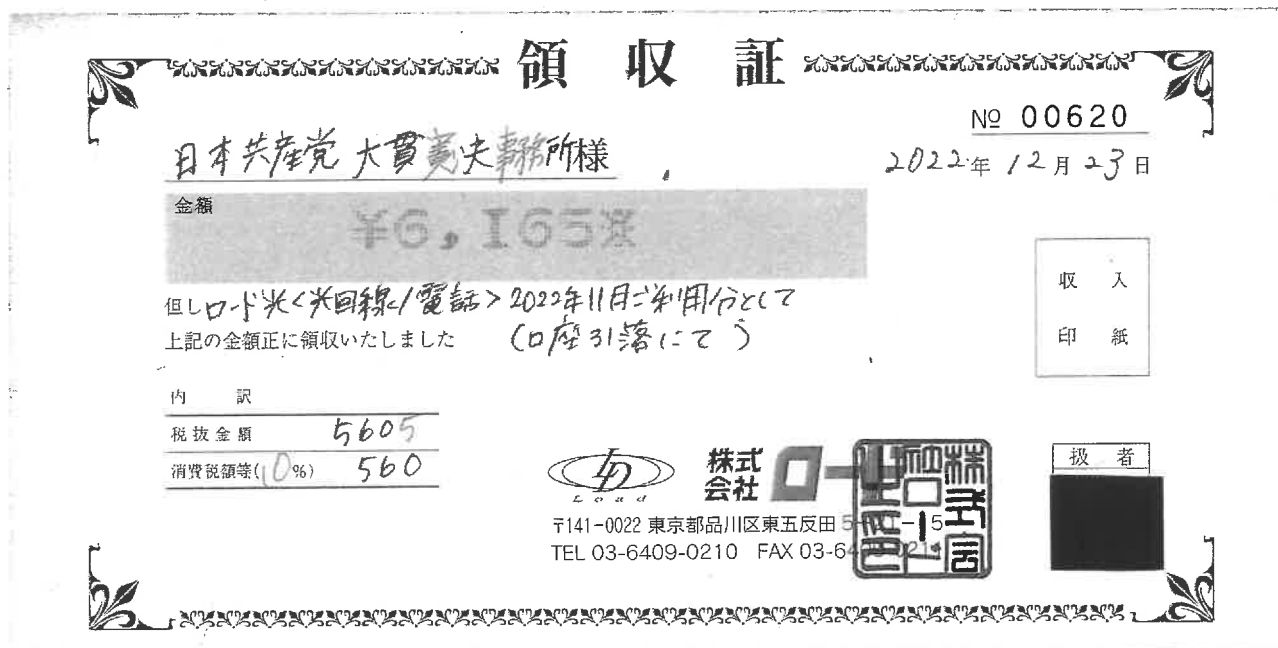 領収証
№ 00620
日本共産党 大貫憲夫事務所様
2022年12月23日
金額
¥6,165※
但しロード光<光回線/電話>2022年11月ご利用分として
上記の金額正に領収いたしました (口座引落にて)
収入
印紙
内訳
税抜金額 5605
消費税額等(10%) 560
LD
Load
株式
会社
〒141-0022 東京都品川区東五反田
TEL 03-6409-0210 FAX 03-6
扱者